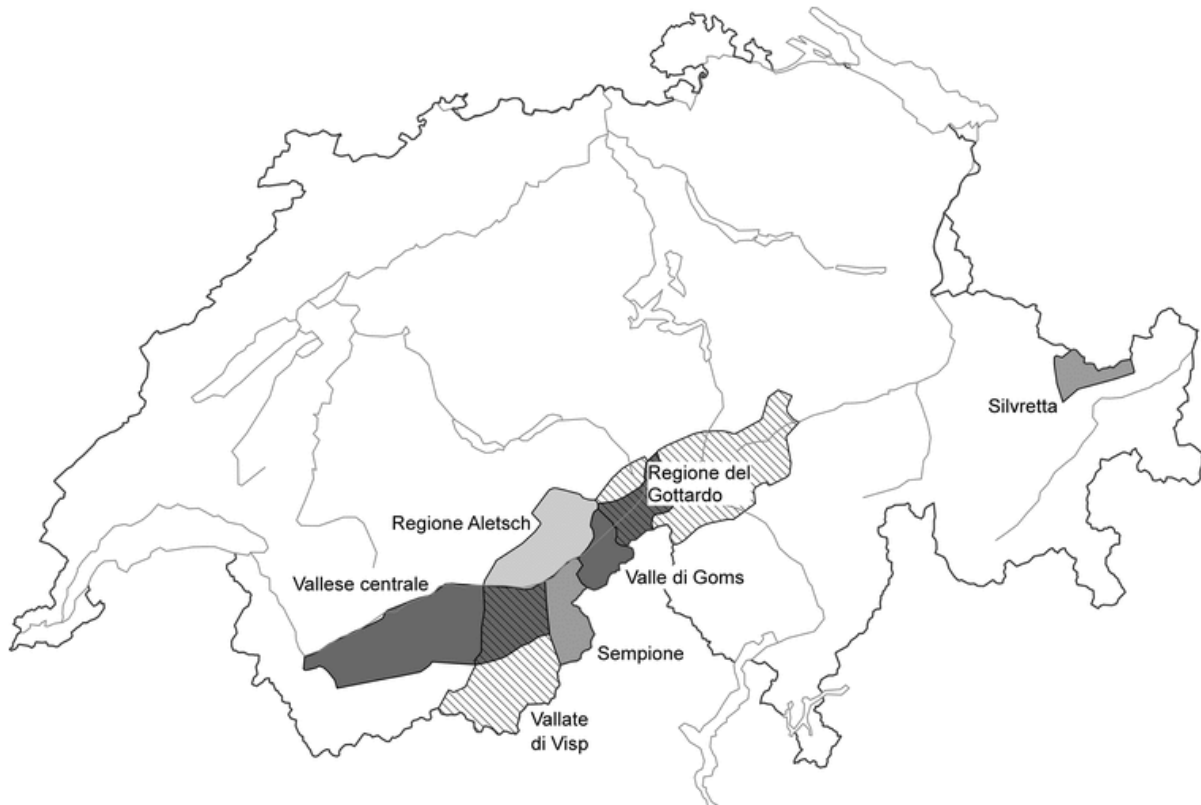 Silvretta
Regione del
Gottardo
Regione Aletsch
Vallese centrale
Valle di Goms
Sempione
Vallate
di Visp